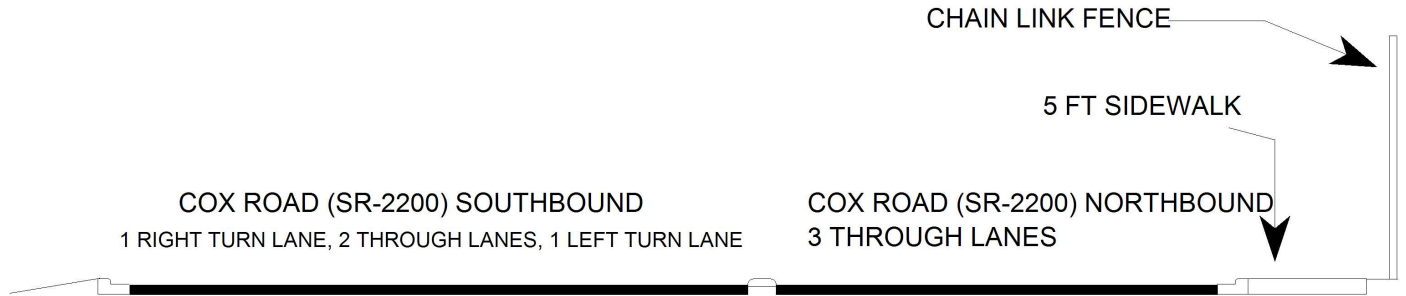 CHAIN LINK FENCE
5 FT SIDEWALK
COX ROAD (SR-2200) SOUTHBOUND
1 RIGHT TURN LANE, 2 THROUGH LANES, 1 LEFT TURN LANE
COX ROAD (SR-2200) NORTHBOUND
3 THROUGH LANES